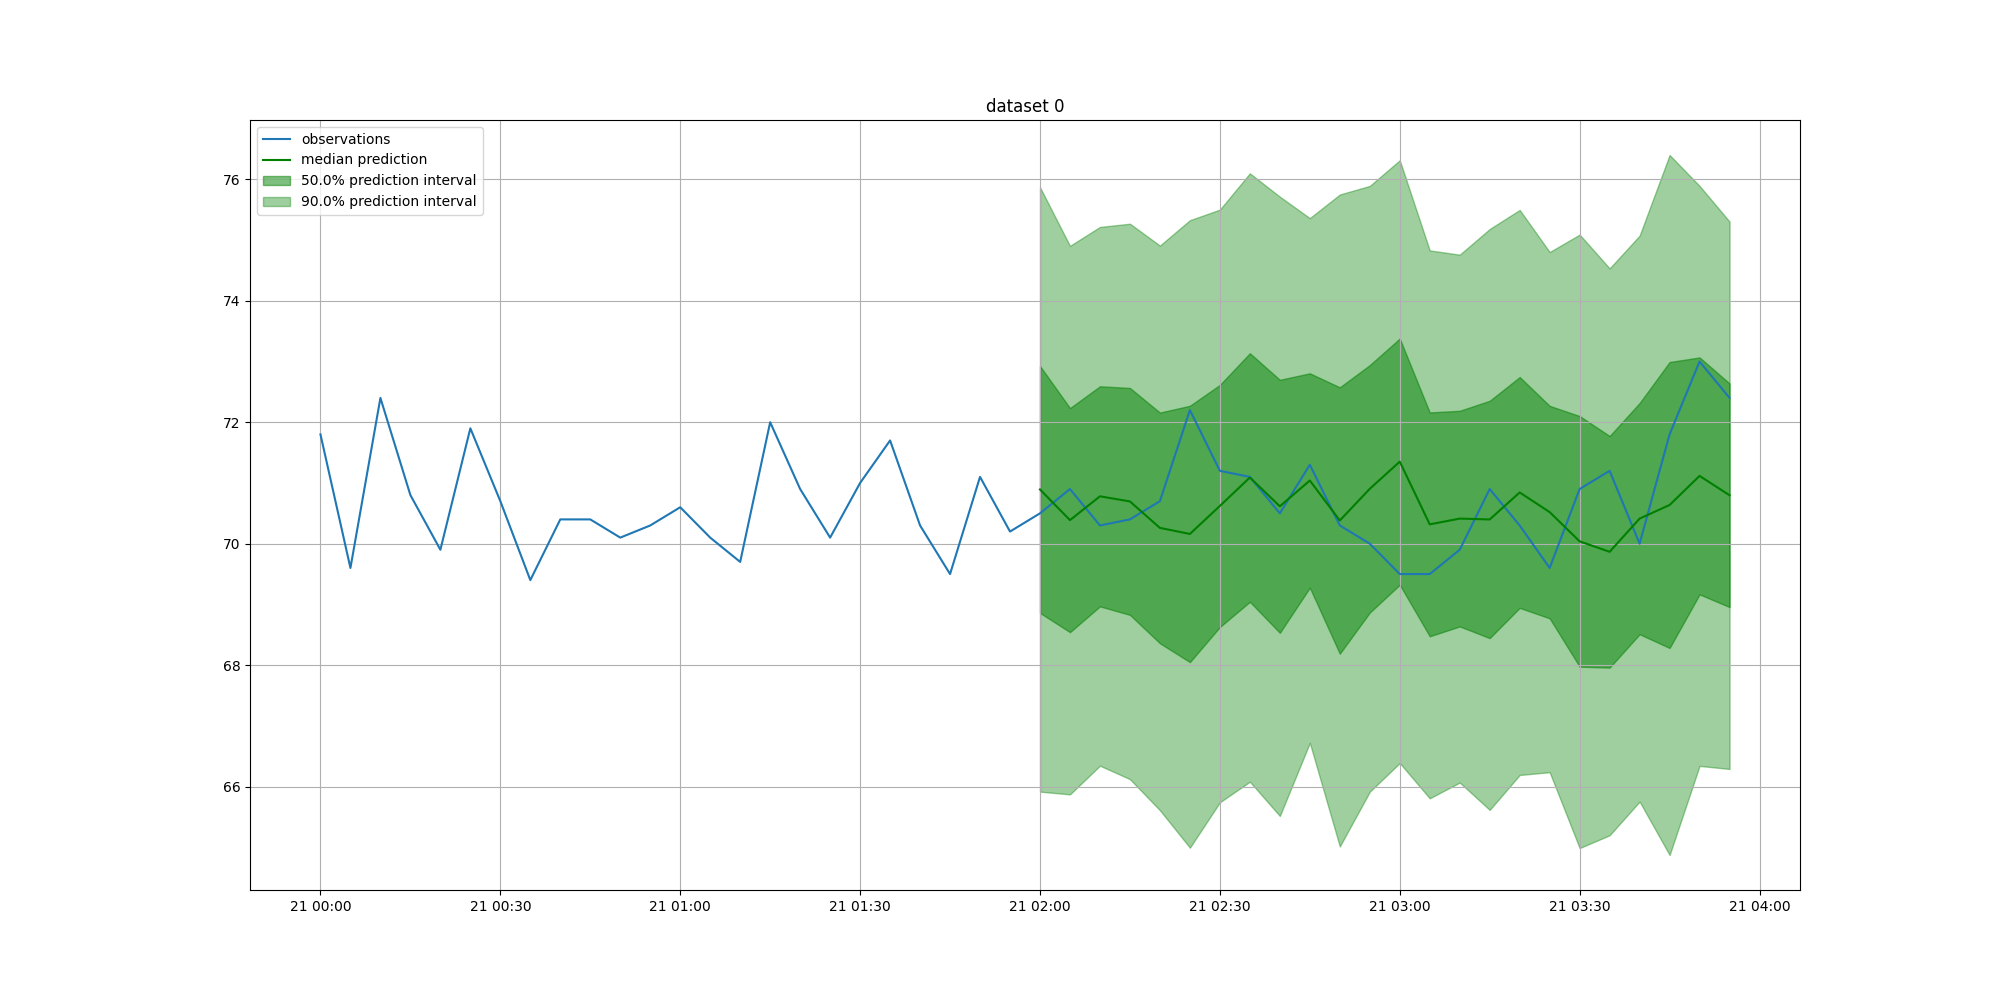 dataset 0
observations
median prediction
50.0% prediction interval
90.0% prediction interval
76
74
72
70
68
66
21 00:00 21 00:30 21 01:00 21 01:30 21 02:00 21 02:30 21 03:00 21 03:30 21 04:00